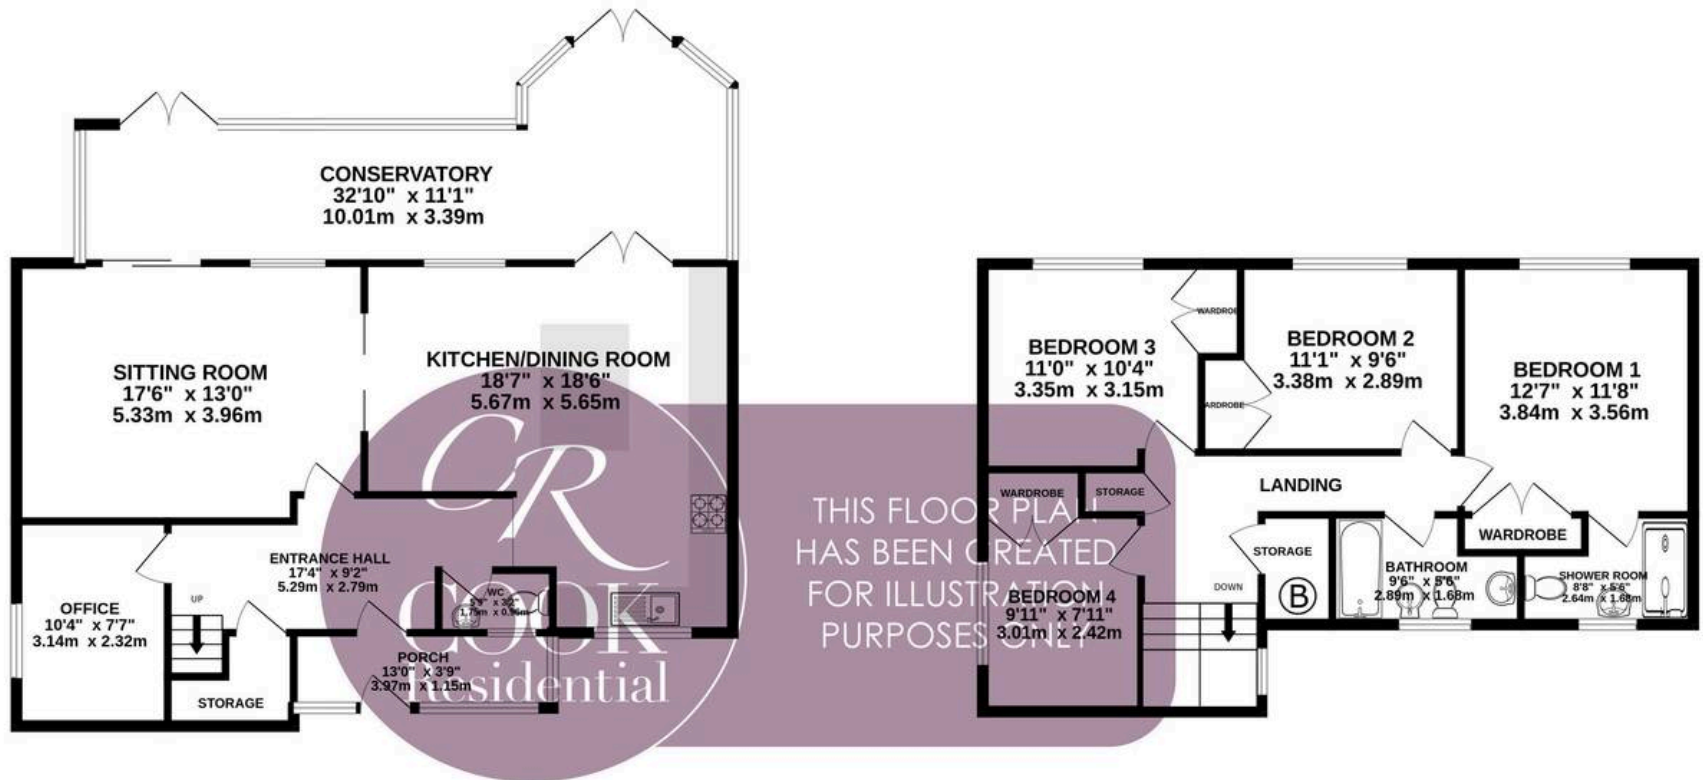 CONSERVATORY
32'10" x 11'1"
10.01m x 3.39m
SITTING ROOM
17'6" x 13'0"
5.33m x 3.96m
KITCHEN/DINING ROOM
18'7" x 18'6"
5.67m x 5.65m
ENTRANCE HALL
17'4" x 9'2"
5.29m x 2.79m
OFFICE
10'4" x 7'7"
3.14m x 2.32m
UP
STORAGE
WC
PORCH
13'0" x 3'9"
3.97m x 1.15m
CR
COOK
Residential
BEDROOM 3
11'0" x 10'4"
3.35m x 3.15m
WARDROBE
BEDROOM 2
11'1" x 9'6"
3.38m x 2.89m
WARDROBE
BEDROOM 1
12'7" x 11'8"
3.84m x 3.56m
LANDING
WARDROBE
STORAGE
WARDROBE
STORAGE
B
DOWN
BATHROOM
9'6" x 5'6"
2.89m x 1.68m
SHOWER ROOM
8'8" x 5'6"
2.64m x 1.68m
BEDROOM 4
9'11" x 7'11"
3.01m x 2.42m
THIS FLOOR PLAN
HAS BEEN CREATED
FOR ILLUSTRATION
PURPOSES ONLY